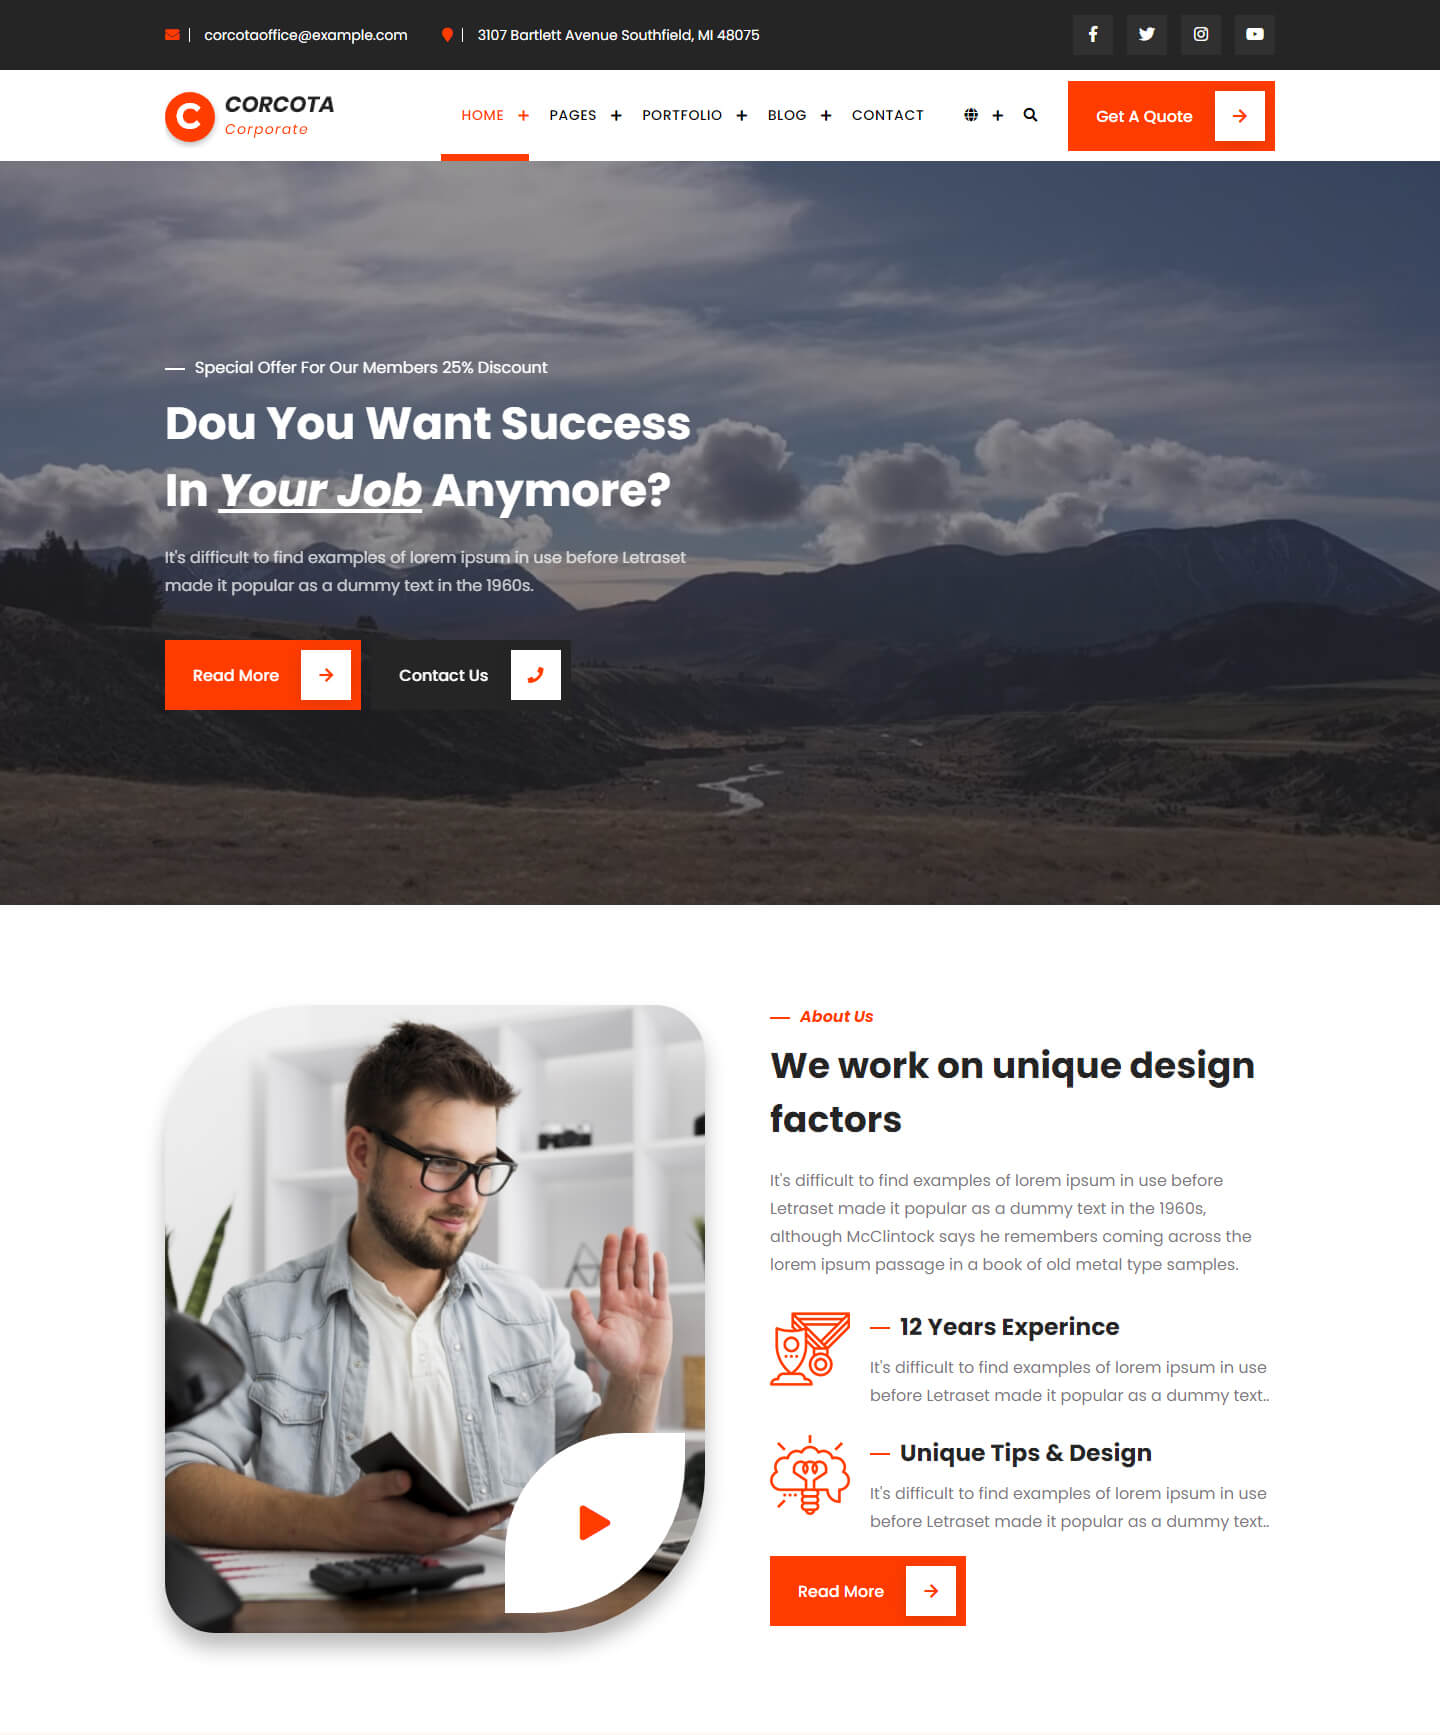 corcotaoffice@example.com
3107 Bartlett Avenue Southfield, MI 48075
C
CORCOTA
Corporate
HOME
PAGES
PORTFOLIO
BLOG
CONTACT
Get A Quote
Special Offer For Our Members 25% Discount
Dou You Want Success
In Your Job Anymore?
It's difficult to find examples of lorem ipsum in use before Letraset
made it popular as a dummy text in the 1960s.
Read More
Contact Us
About Us
We work on unique design
factors
It's difficult to find examples of lorem ipsum in use before
Letraset made it popular as a dummy text in the 1960s,
although McClintock says he remembers coming across the
lorem ipsum passage in a book of old metal type samples.
12 Years Experince
It's difficult to find examples of lorem ipsum in use
before Letraset made it popular as a dummy text..
Unique Tips & Design
It's difficult to find examples of lorem ipsum in use
before Letraset made it popular as a dummy text..
Read More